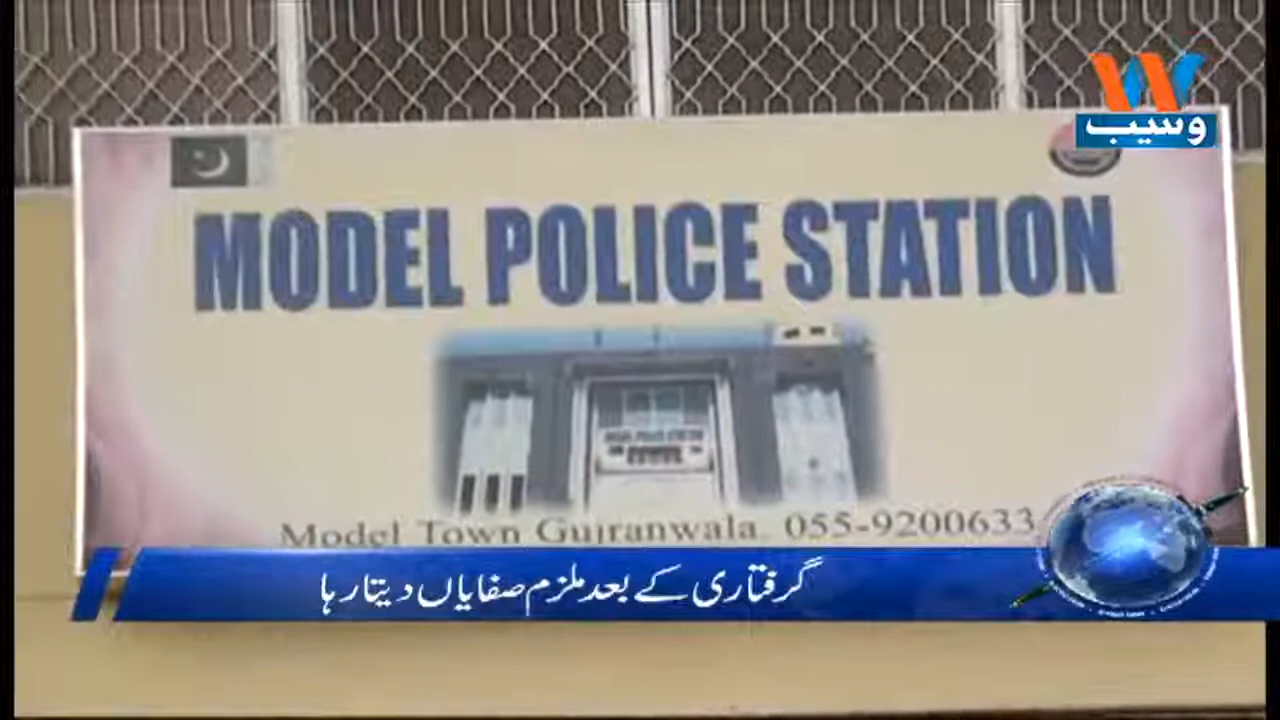 وسیب
MODEL POLICE STATION
Model Town Gujranwala. 055-9200633
گرفتاری کے بعد ملزم صفایاں دیتا رہا